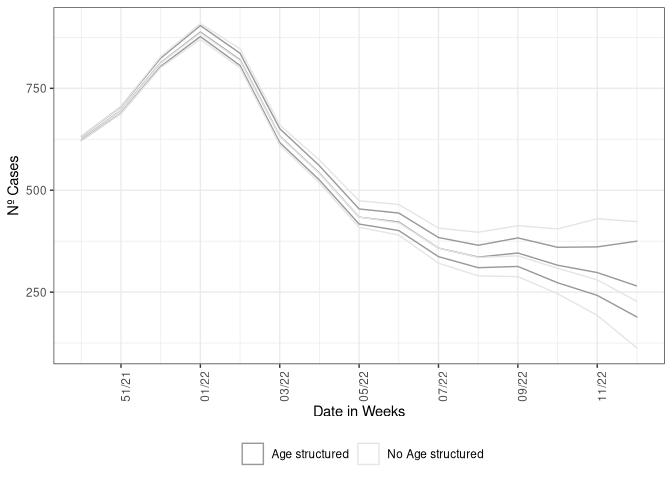 Nº Cases
750
500
250
51/21
01/22
03/22
05/22
07/22
09/22
11/22
Date in Weeks
Age structured
No Age structured